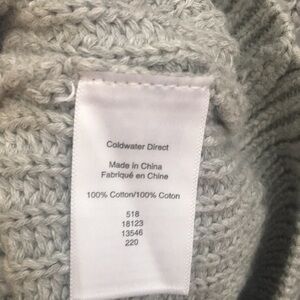 Coldwater Direct
Made in China
Fabriqué en Chine
100% Cotton/100% Coton
518
18123
13546
220